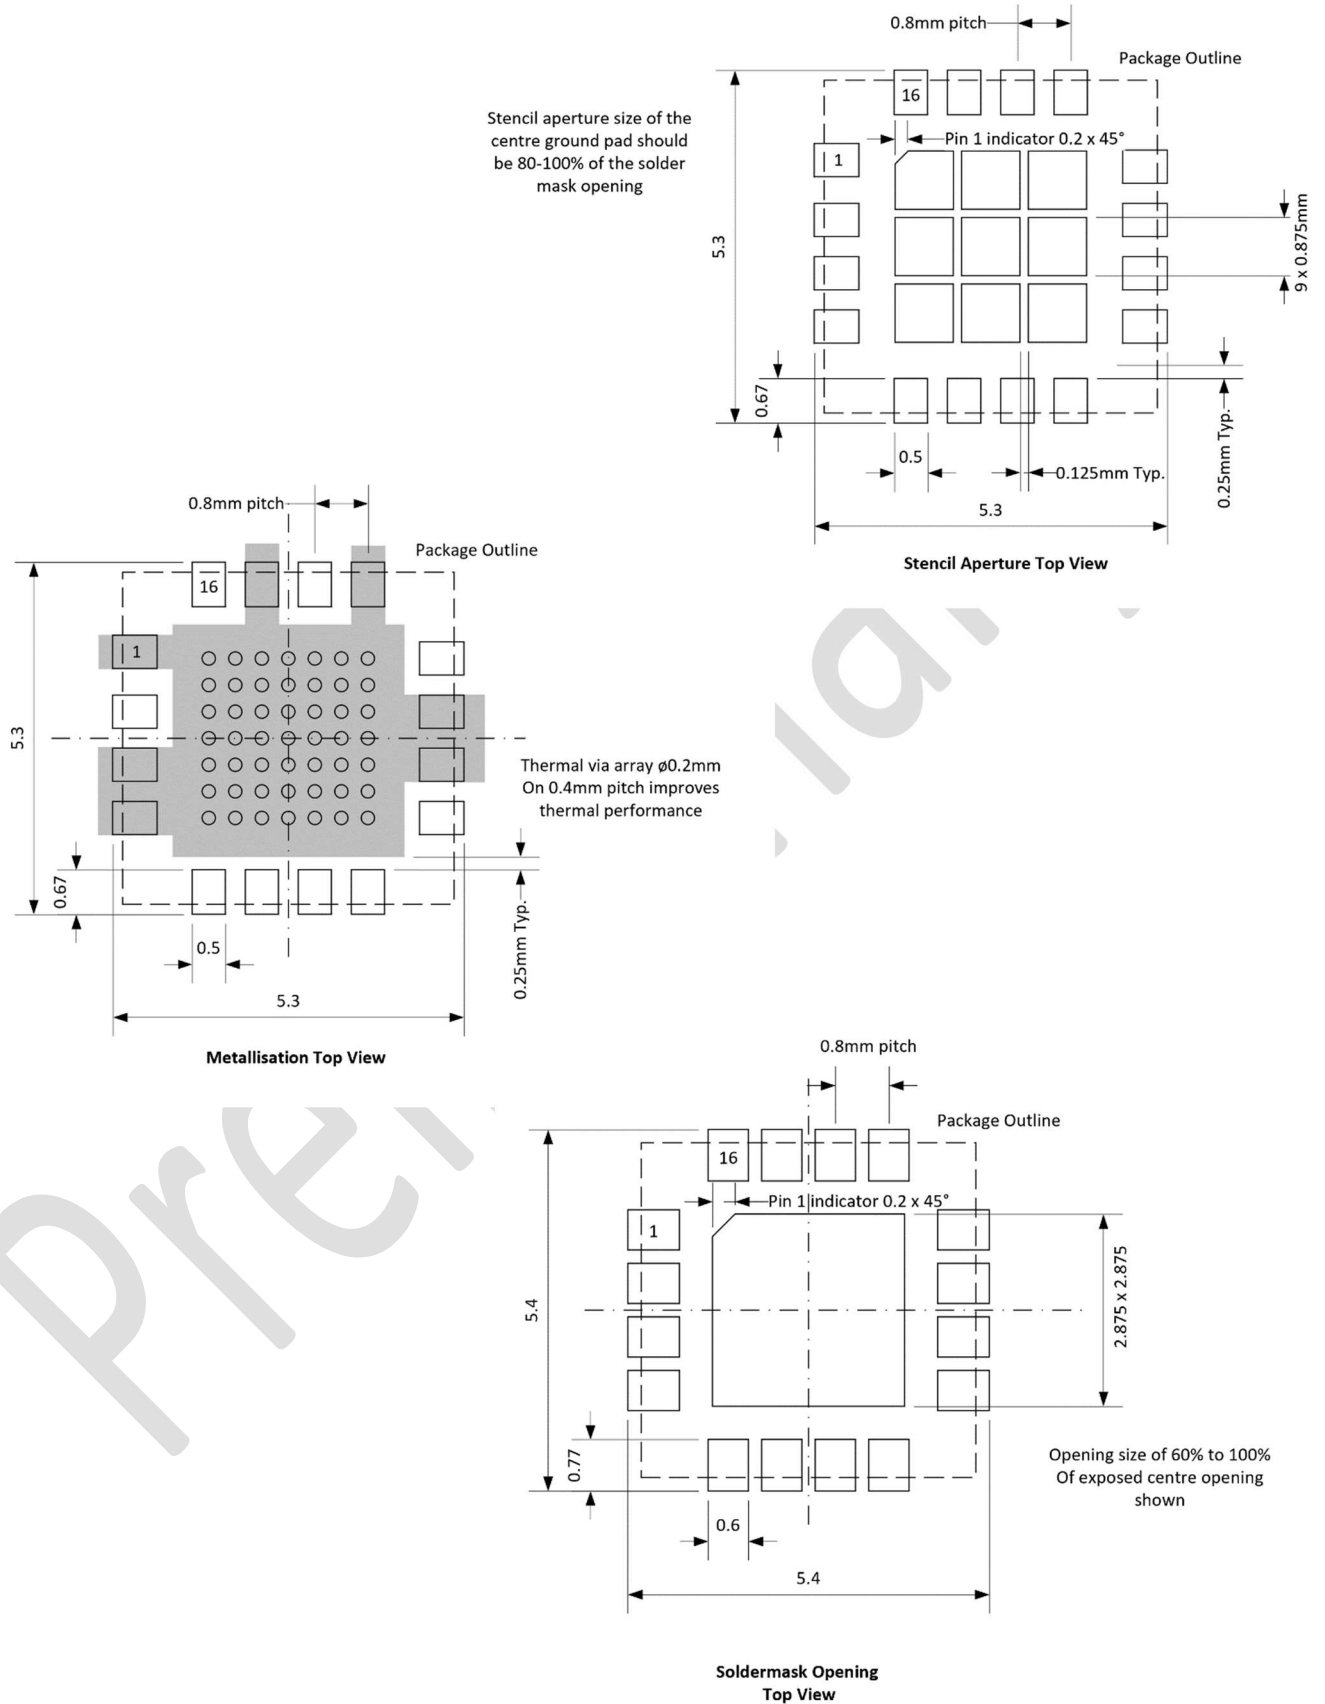 0.8mm pitch
Package Outline
16
Stencil aperture size of the
centre ground pad should
be 80-100% of the solder
mask opening
Pin 1 indicator 0.2 x 45°
1
5.3
9 x 0.875mm
0.67
0.25mm Typ.
0.5
0.125mm Typ.
5.3
Stencil Aperture Top View
0.8mm pitch
Package Outline
16
1
5.3
Thermal via array ø0.2mm
On 0.4mm pitch improves
thermal performance
0.67
0.25mm Typ.
0.5
5.3
Metallisation Top View
0.8mm pitch
Package Outline
16
Pin 1 indicator 0.2 x 45°
1
5.4
2.875 x 2.875
0.77
Opening size of 60% to 100%
Of exposed centre opening
shown
0.6
5.4
Soldermask Opening
Top View